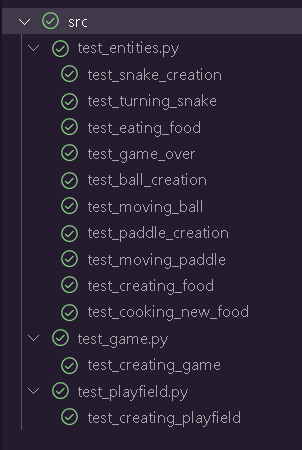 src
test_entities.py
test_snake_creation
test_turning_snake
test_eating_food
test_game_over
test_ball_creation
test_moving_ball
test_paddle_creation
test_moving_paddle
test_creating_food
test_cooking_new_food
test_game.py
test_creating_game
test_playfield.py
test_creating_playfield